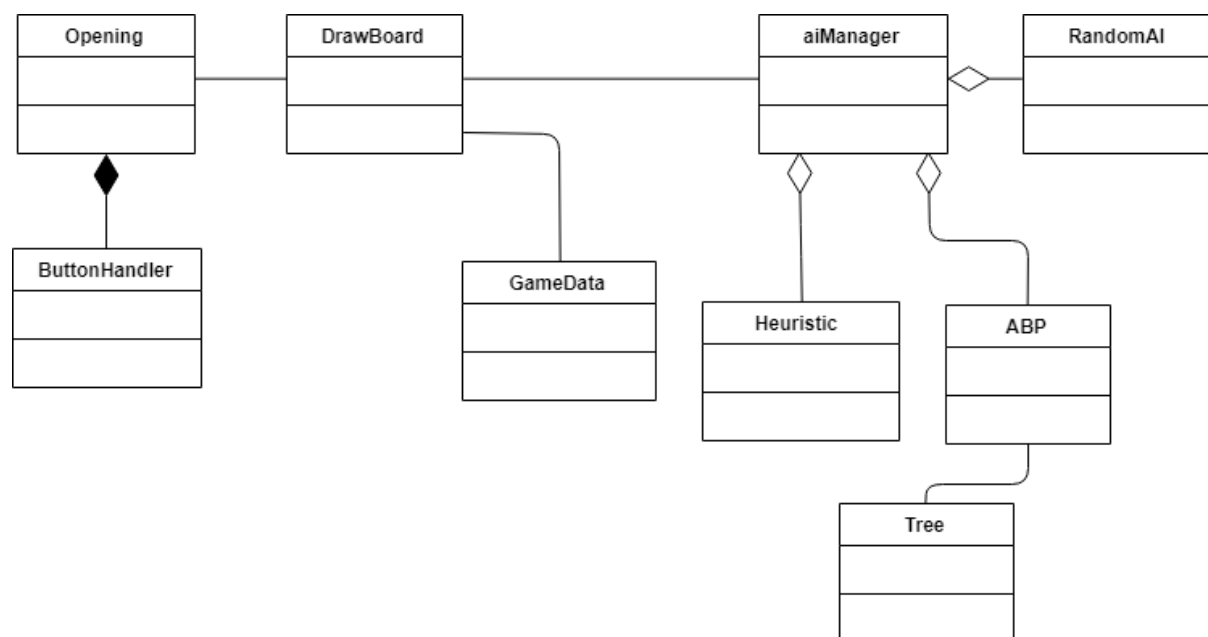 Opening
DrawBoard
aiManager
RandomAI
ButtonHandler
GameData
Heuristic
ABP
Tree